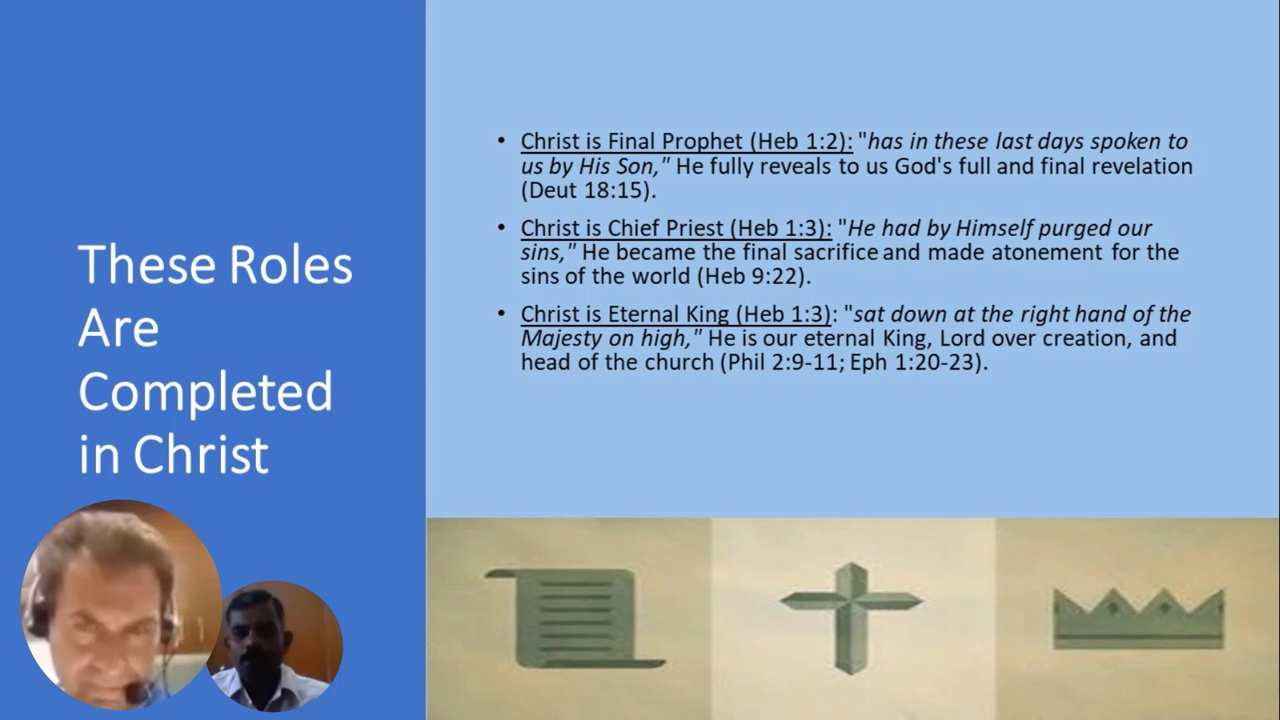 These Roles
Are
Completed
in Christ
• Christ is Final Prophet (Heb 1:2): "has in these last days spoken to
us by His Son," He fully reveals to us God's full and final revelation
(Deut 18:15).
• Christ is Chief Priest (Heb 1:3): "He had by Himself purged our
sins," He became the final sacrifice and made atonement for the
sins of the world (Heb 9:22).
• Christ is Eternal King (Heb 1:3): "sat down at the right hand of the
Majesty on high," He is our eternal King, Lord over creation, and
head of the church (Phil 2:9-11; Eph 1:20-23).